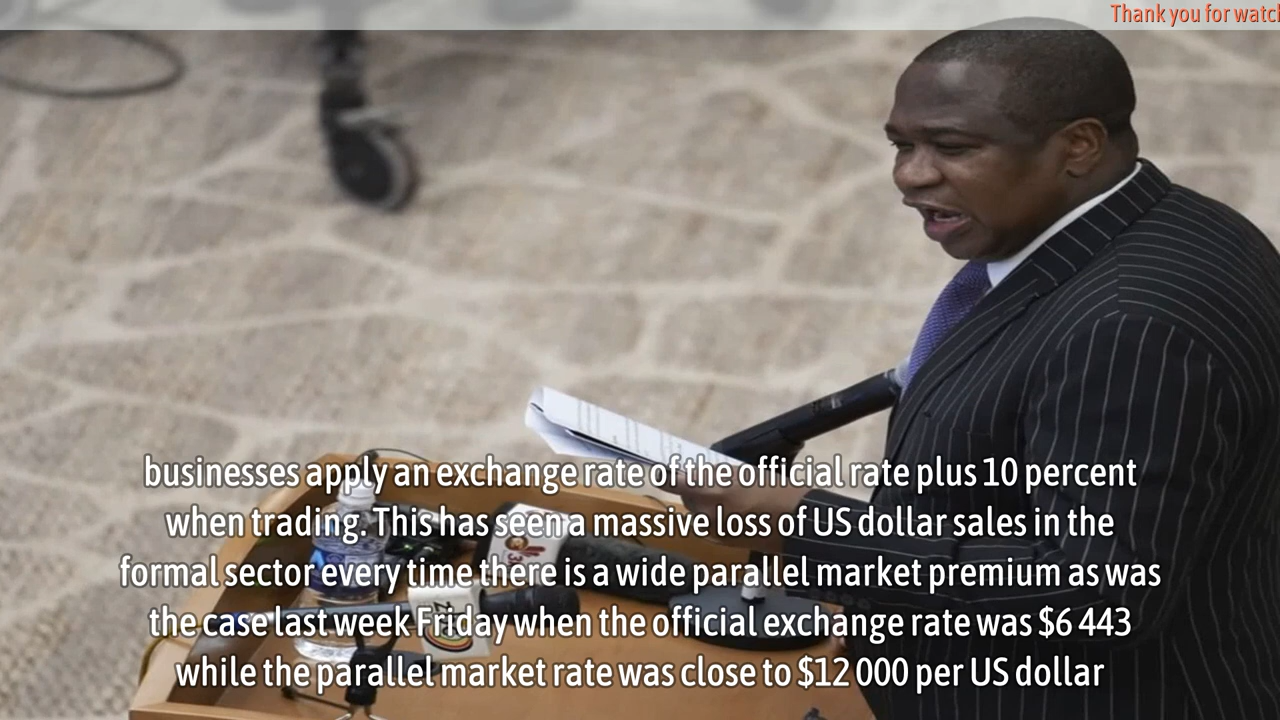 Thank you for watch
businesses apply an exchange rate of the official rate plus 10 percent
when trading. This has seen a massive loss of US dollar sales in the
formal sector every time there is a wide parallel market premium as was
the case last week Friday when the official exchange rate was $6 443
while the parallel market rate was close to $12 000 per US dollar